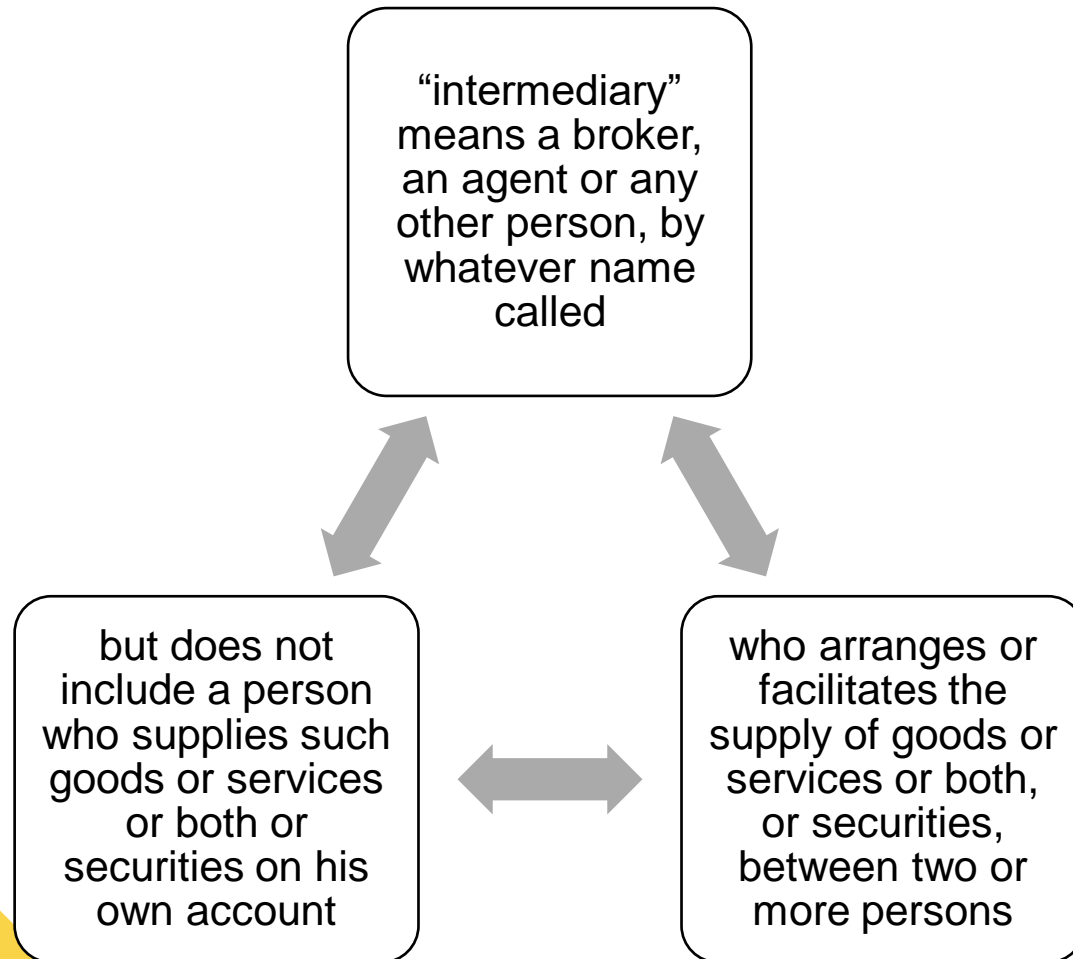 “intermediary”
means a broker,
an agent or any
other person, by
whatever name
called
but does not
include a person
who supplies such
goods or services
or both or
securities on his
own account
who arranges or
facilitates the
supply of goods or
services or both,
or securities,
between two or
more persons